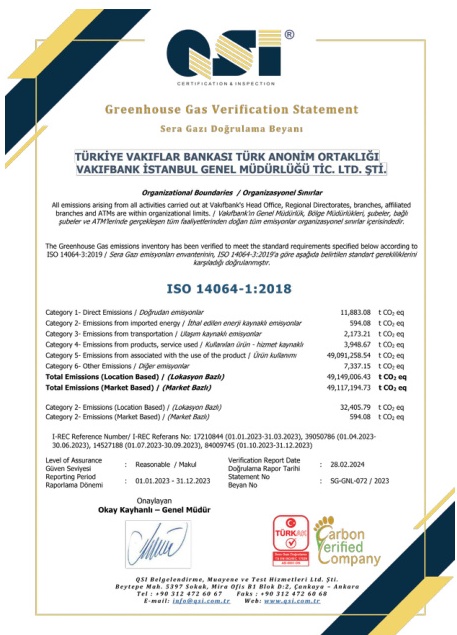 QSI®
CERTIFICATION & INSPECTION
Greenhouse Gas Verification Statement
Sera Gazı Doğrulama Beyanı
TÜRKİYE VAKIFLAR BANKASI TÜRK ANONİM ORTAKLIĞI
VAKIFBANK İSTANBUL GENEL MÜDÜRLÜĞÜ TİC. LTD. ŞTİ.
Organizational Boundaries / Organizasyonel Sınırlar
All emissions arising from all activities carried out at Vakıfbank's Head Office, Regional Directorates, branches, affiliated
branches and ATMs are within organizational limits. / Vakıfbank'ın Genel Müdürlük, Bölge Müdürlükleri, şubeler, bağlı
şubeler ve ATM'lerinde gerçekleşen tüm faaliyetlerinden doğan tüm emisyonlar organizasyonel sınırlar içerisindedir.
The Greenhouse Gas emissions inventory has been verified to meet the standard requirements specified below according to
ISO 14064-3:2019 / Sera Gazı emisyonları envanterinin, ISO 14064-3:2019'a göre aşağıda belirtilen standart gerekliliklerini
karşıladığı doğrulanmıştır.
ISO 14064-1:2018
Category 1- Direct Emissions / Doğrudan emisyonlar 11,883.08 t CO₂ eq
Category 2- Emissions from imported energy / İthal edilen enerji kaynaklı emisyonlar 594.08 t CO₂ eq
Category 3- Emissions from transportation / Ulaşım kaynaklı emisyonlar 2,173.21 t CO₂ eq
Category 4- Emissions from products, service used / Kullanılan ürün - hizmet kaynaklı 3,948.67 t CO₂ eq
Category 5- Emissions from associated with the use of the product / Ürün kullanımı 49,091,258.54 t CO₂ eq
Category 6- Other Emissions / Diğer emisyonlar 7,337.15 t CO₂ eq
Total Emissions (Location Based) / (Lokasyon Bazlı) 49,149,006.43 t CO₂ eq
Total Emissions (Market Based) / (Market Bazlı) 49,117,194.73 t CO₂ eq
Category 2- Emissions (Location Based) / (Lokasyon Bazlı) 32,405.79 t CO₂ eq
Category 2- Emissions (Market Based) / (Market Bazlı) 594.08 t CO₂ eq
I-REC Reference Number/ I-REC Referans No: 17210844 (01.01.2023-31.03.2023), 39050786 (01.04.2023-
30.06.2023), 14527188 (01.07.2023-30.09.2023), 84009745 (01.10.2023-31.12.2023)
Level of Assurance : Reasonable / Makul Verification Report Date : 28.02.2024
Güven Seviyesi Doğrulama Rapor Tarihi
Reporting Period : 01.01.2023 - 31.12.2023 Statement No : SG-GNL-072 / 2023
Raporlama Dönemi Beyan No
Onaylayan
Okay Kayhanlı – Genel Müdür
TÜRKAK
Carbon
Verified
Company
QSI Belgelendirme, Muayene ve Test Hizmetleri Ltd. Şti.
Beytepe Mah. 5397 Sokak, Mira Ofis B1 Blok D:2, Çankaya – Ankara
Tel : +90 312 472 60 67 Faks : +90 312 472 60 68
E-mail: info@qsi.com.tr Web: www.qsi.com.tr